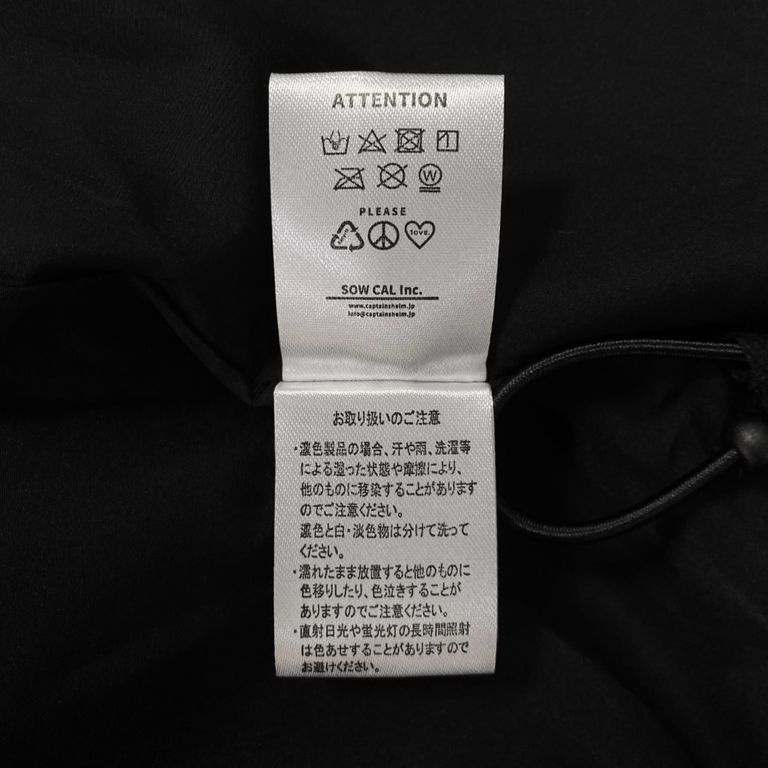 ATTENTION
W
PLEASE
love.
SOW CAL Inc.
www.captainshelm.jp
info@captainshelm.jp
お取り扱いのご注意
・濃色製品の場合、汗や雨、洗濯等
による湿った状態や摩擦により、
他のものに移染することがあります
のでご注意ください。
濃色と白・淡色物は分けて洗って
ください。
・濡れたまま放置すると他のものに
色移りしたり、色泣きすることが
ありますのでご注意ください。
・直射日光や蛍光灯の長時間照射
は色あせすることがありますので
お避けください。